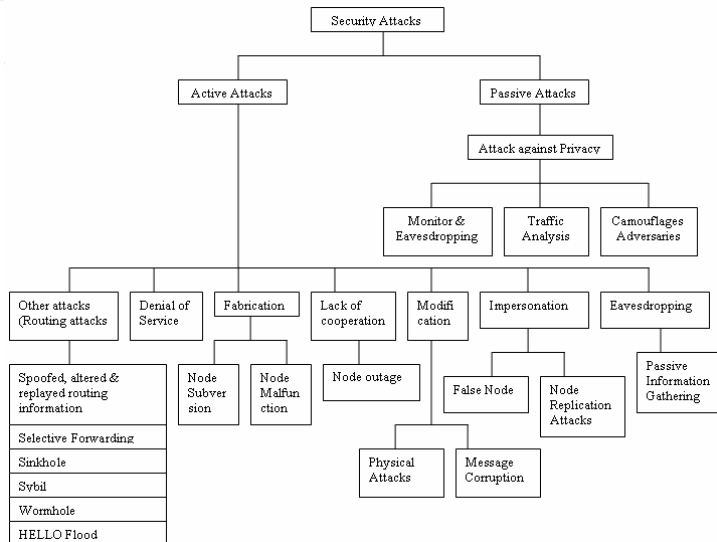 Security Attacks
Active Attacks
Passive Attacks
Attack against Privacy
Monitor &
Eavesdropping
Traffic
Analysis
Camouflages
Adversaries
Other attacks
(Routing attacks
Denial of
Service
Fabrication
Lack of
cooperation
Modifi
cation
Impersonation
Eavesdropping
Spoofed, altered &
replayed routing
information
Selective Forwarding
Sinkhole
Sybil
Wormhole
HELLO Flood
Node
Subver
sion
Node
Malfun
ction
Node outage
Physical
Attacks
Message
Corruption
False Node
Node
Replication
Attacks
Passive
Information
Gathering